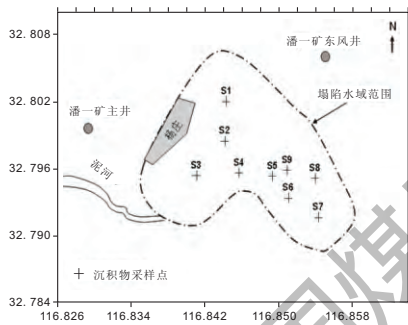 32.808
32.802
32.796
32.790
32.784
116.826
116.834
116.842
116.850
116.858
N
潘一矿东风井
潘一矿主井
塌陷水域范围
杨庄
泥河
S1
S2
S3
S4
S5
S9
S8
S6
S7
沉积物采样点
煤